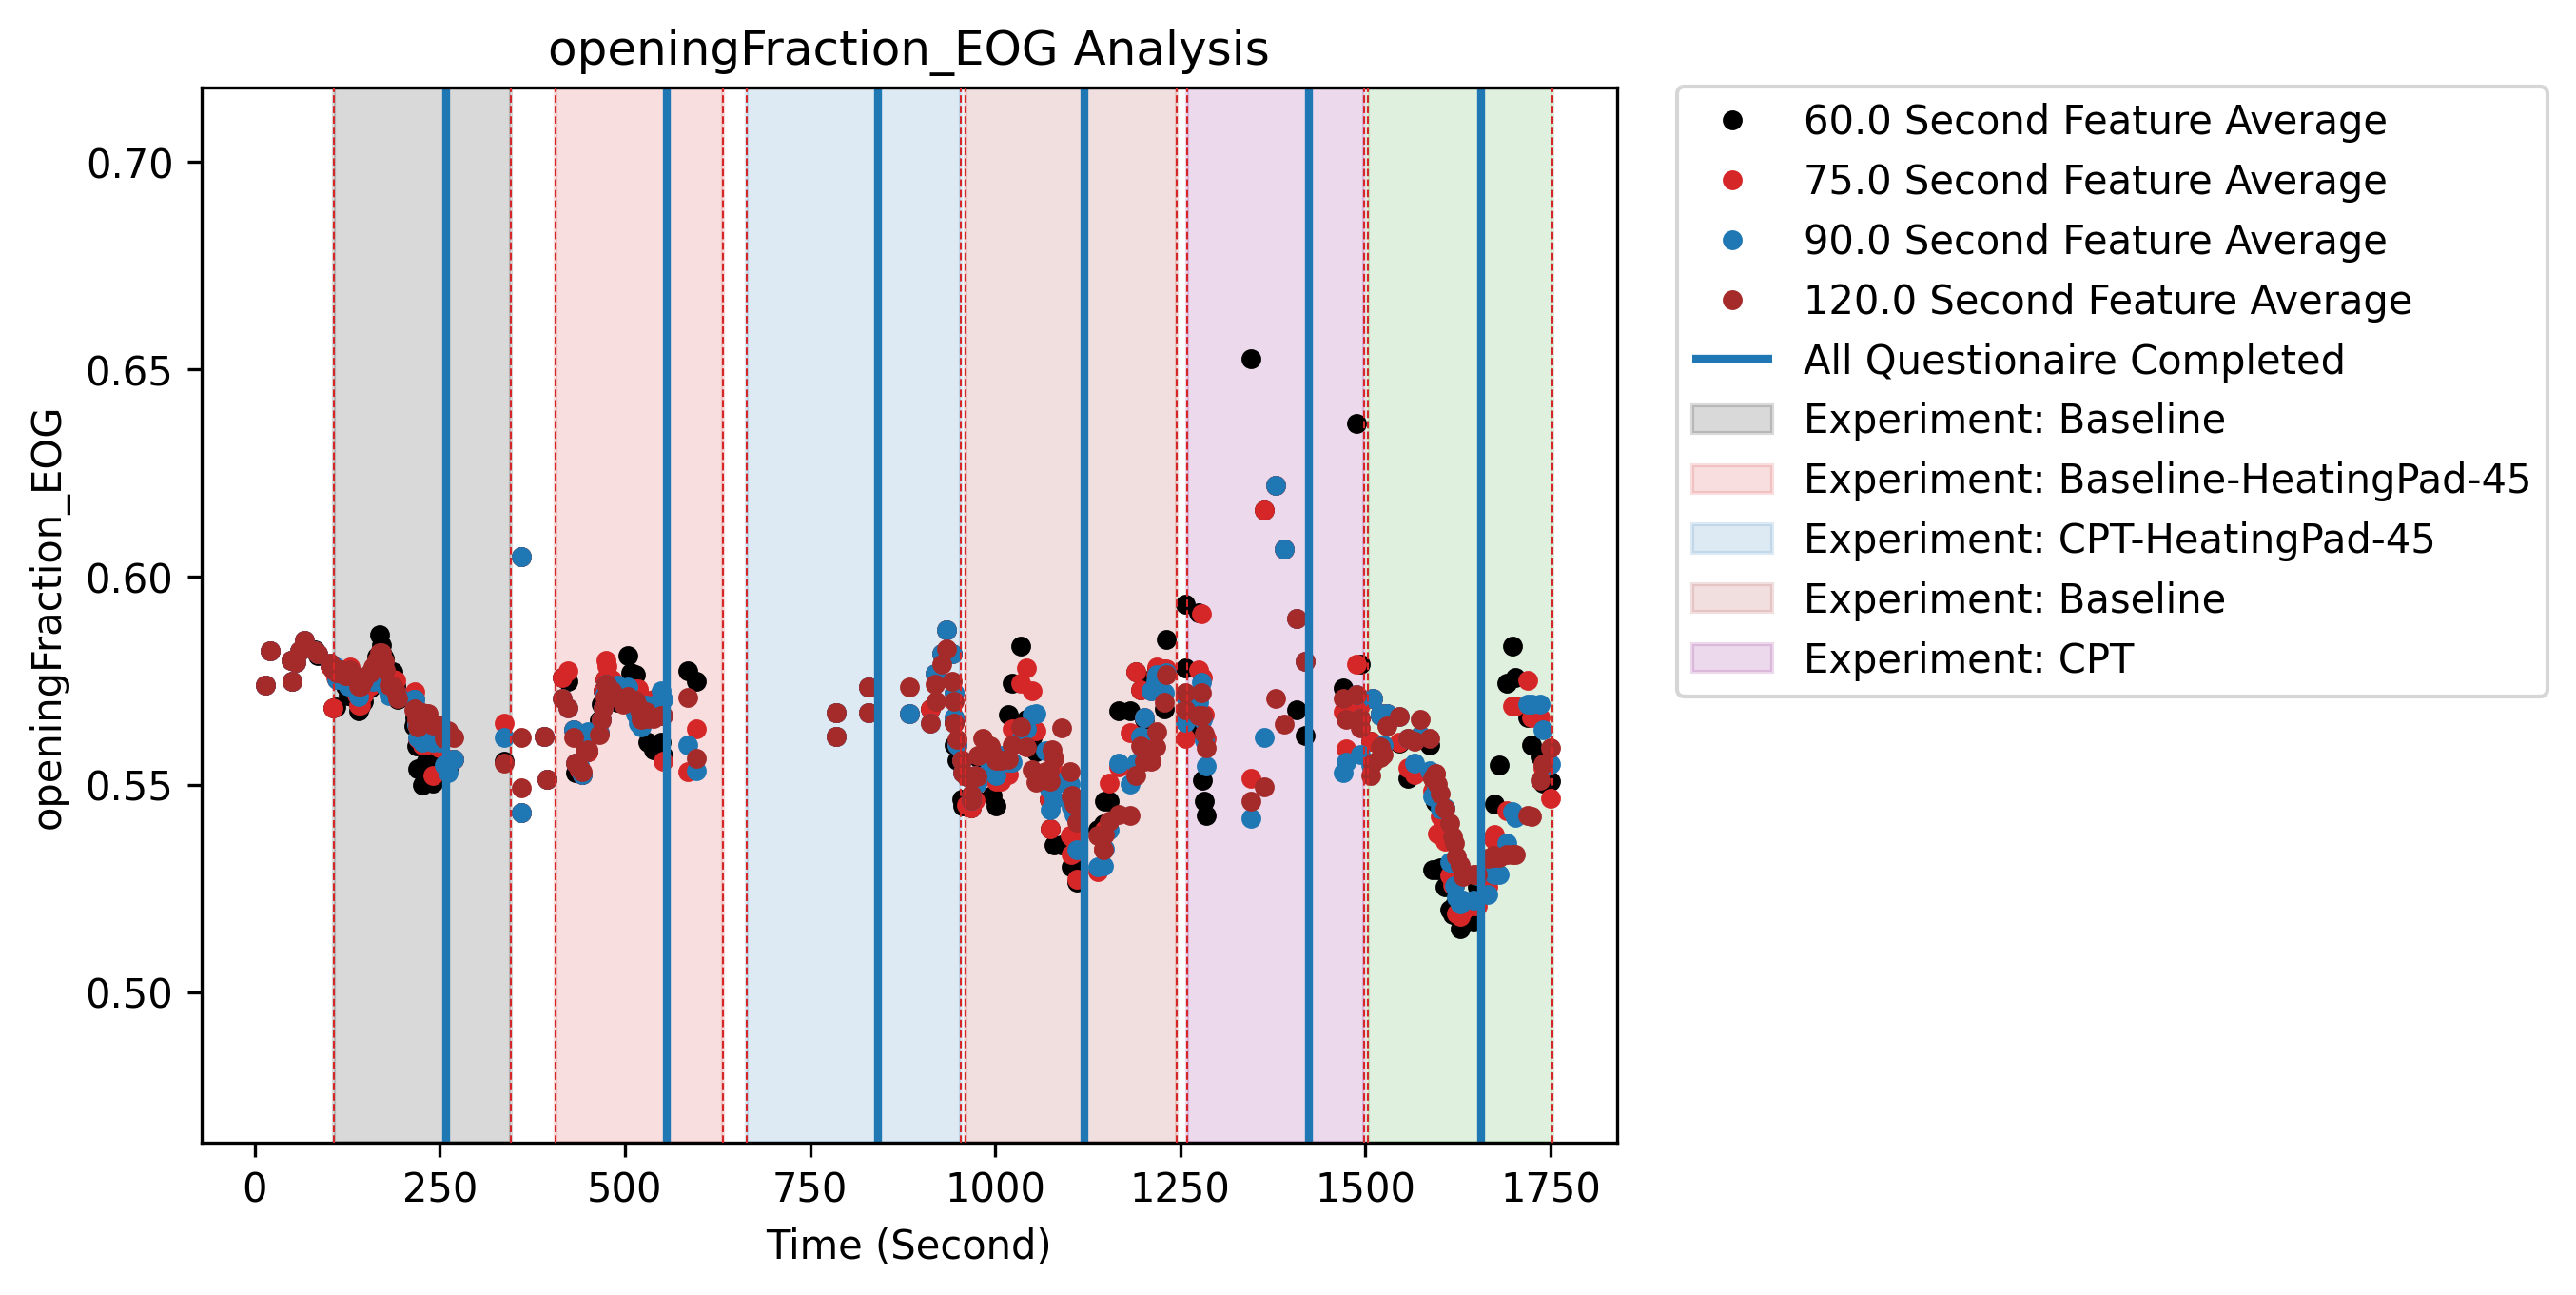 openingFraction_EOG Analysis
openingFraction_EOG
0.70
0.65
0.60
0.55
0.50
0
250
500
750
1000
1250
1500
1750
Time (Second)
60.0 Second Feature Average
75.0 Second Feature Average
90.0 Second Feature Average
120.0 Second Feature Average
All Questionaire Completed
Experiment: Baseline
Experiment: Baseline-HeatingPad-45
Experiment: CPT-HeatingPad-45
Experiment: Baseline
Experiment: CPT